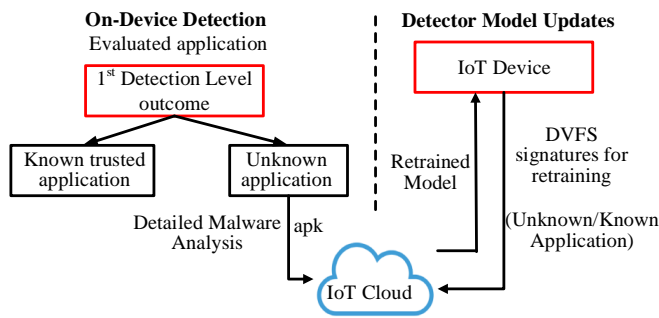 On-Device Detection
Evaluated application
1st Detection Level
outcome
Known trusted
application
Unknown
application
Detailed Malware
Analysis
apk
IoT Cloud
Detector Model Updates
IoT Device
Retrained
Model
DVFS
signatures for
retraining
(Unknown/Known
Application)